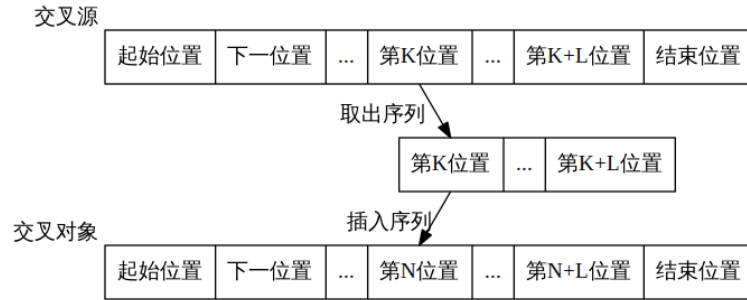 交叉源
起始位置 下一位置 ... 第K位置 ... 第K+L位置 结束位置
取出序列
第K位置 ... 第K+L位置
插入序列
交叉对象
起始位置 下一位置 ... 第N位置 ... 第N+L位置 结束位置